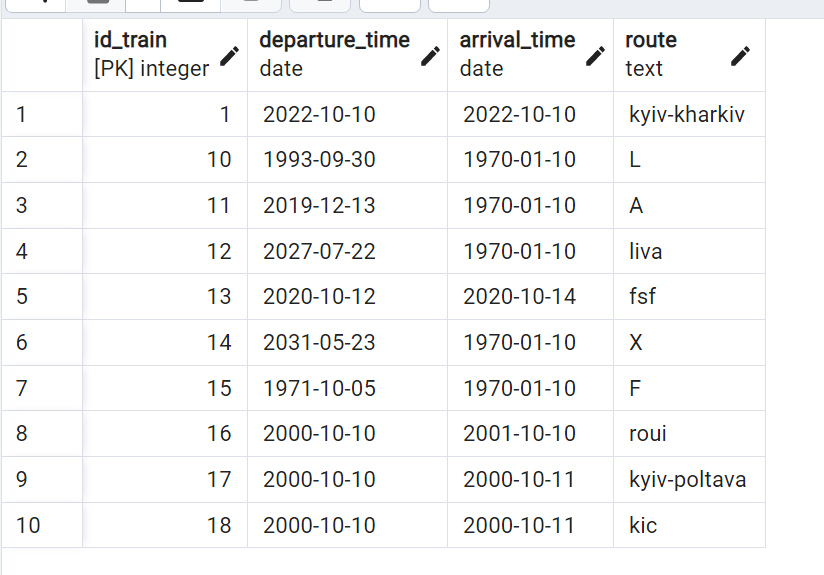 id_train departure_time arrival_time route
[PK] integer date date text
1 1 2022-10-10 2022-10-10 kyiv-kharkiv
2 10 1993-09-30 1970-01-10 L
3 11 2019-12-13 1970-01-10 A
4 12 2027-07-22 1970-01-10 liva
5 13 2020-10-12 2020-10-14 fsf
6 14 2031-05-23 1970-01-10 X
7 15 1971-10-05 1970-01-10 F
8 16 2000-10-10 2001-10-10 roui
9 17 2000-10-10 2000-10-11 kyiv-poltava
10 18 2000-10-10 2000-10-11 kic